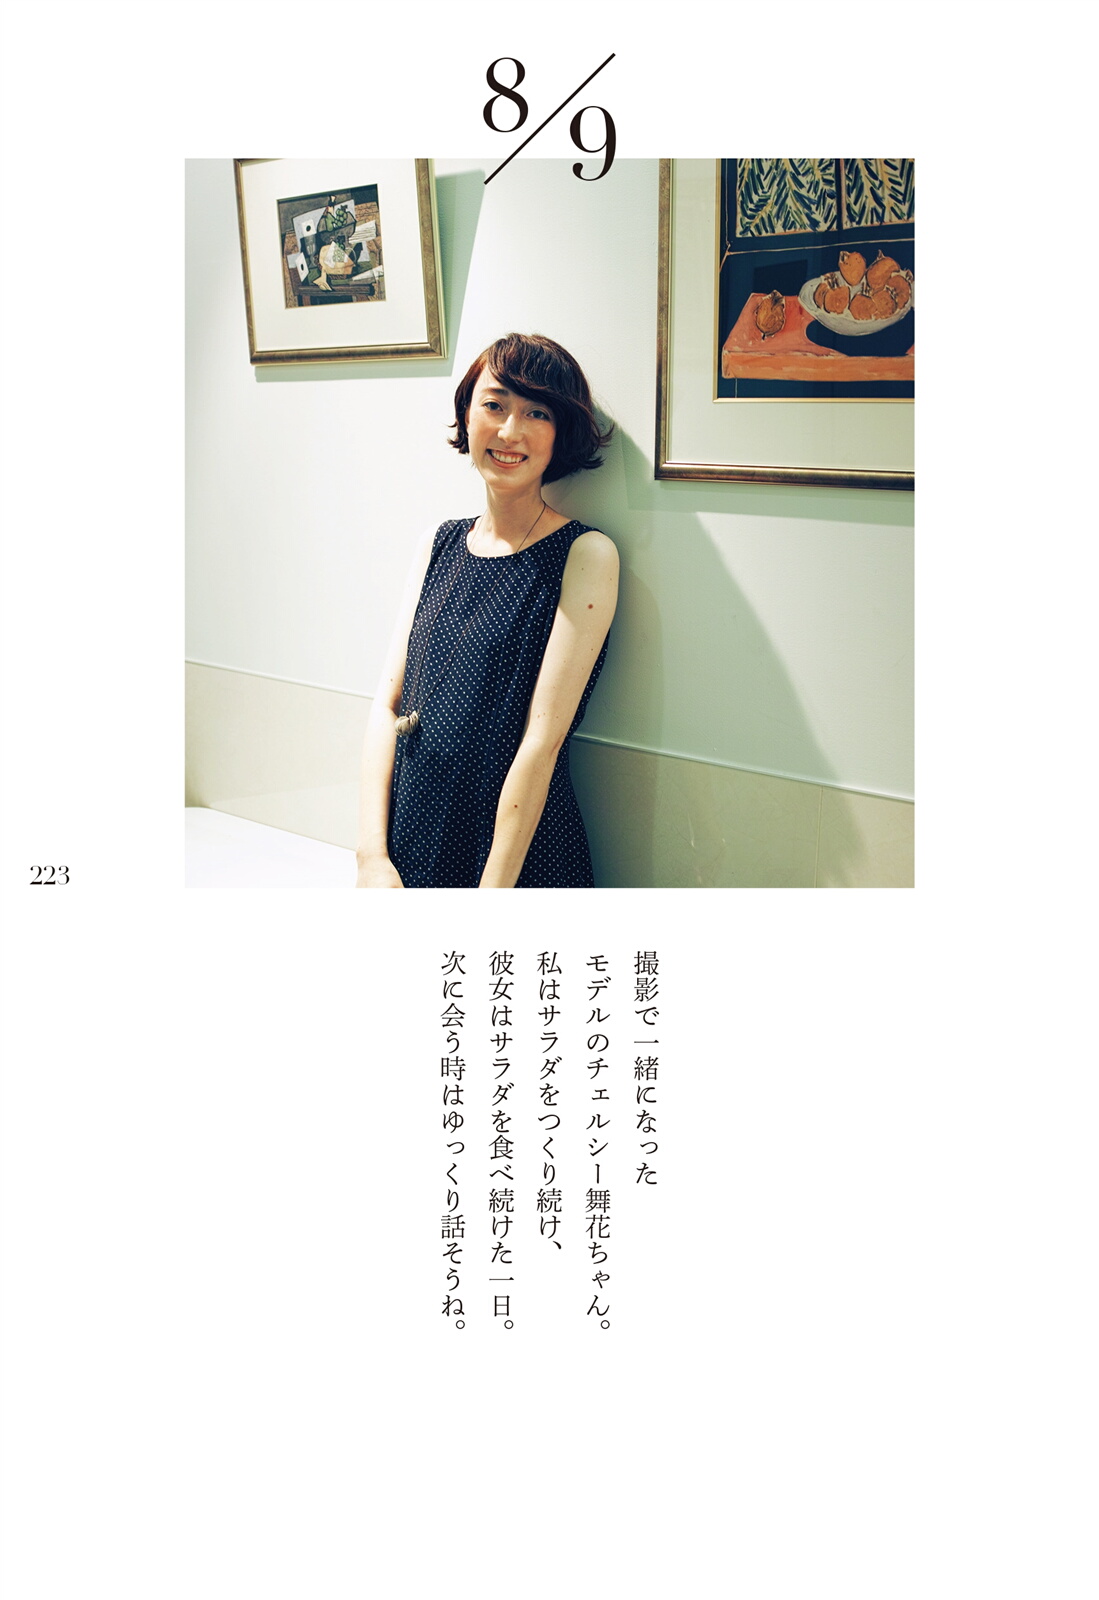 8/9
撮影で一緒になった
モデルのチェルシー舞花ちゃん。
私はサラダをつくり続け、
彼女はサラダを食べ続けた一日。
次に会う時はゆっくり話そうね。
223